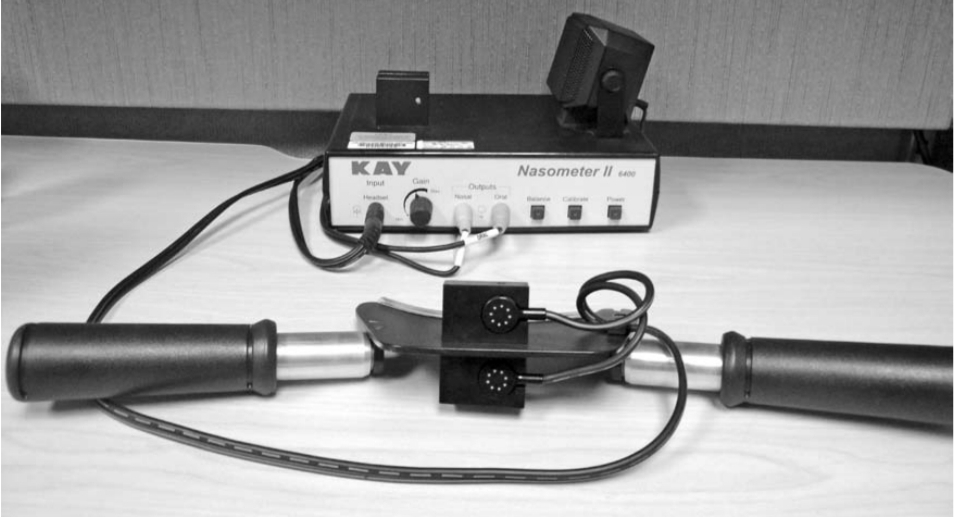 KAY
Nasometer II 6400
Input
Gain
Outputs
Headset
Nasal
Oral
Balance
Calibrate
Power